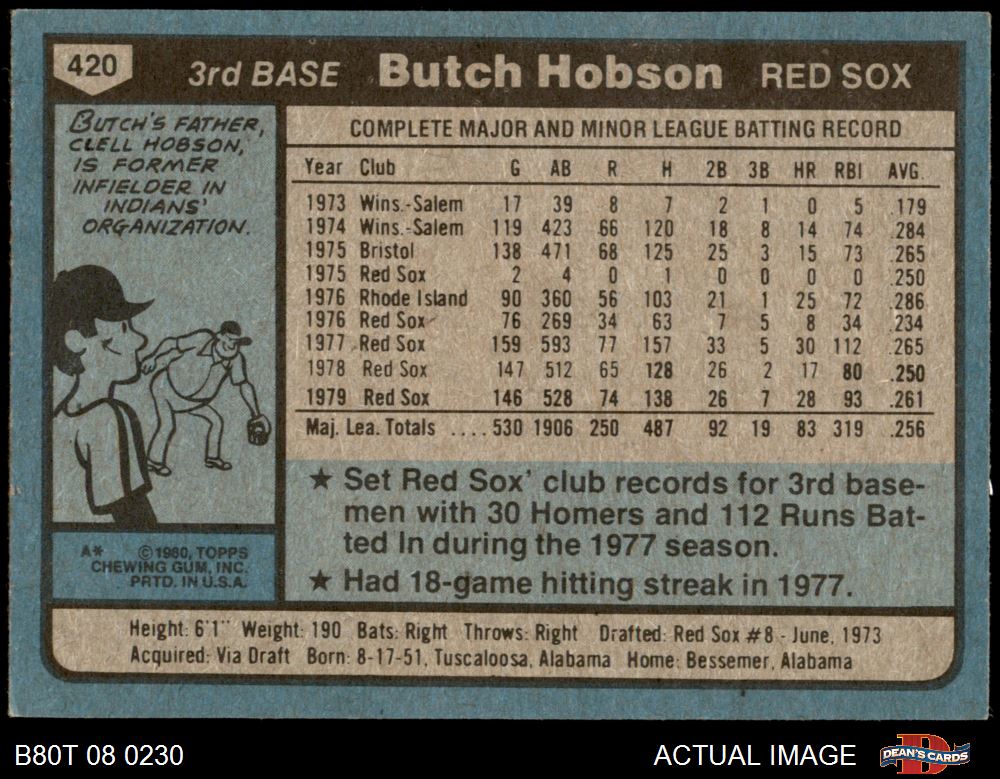 420
3rd BASE Butch Hobson RED SOX
BUTCH'S FATHER,
CLELL HOBSON,
IS FORMER
INFIELDER IN
INDIANS'
ORGANIZATION.
A* © 1980, TOPPS
CHEWING GUM, INC.
PRTD. IN U.S.A.
COMPLETE MAJOR AND MINOR LEAGUE BATTING RECORD
Year Club G AB R H 2B 3B HR RBI AVG.
1973 Wins.-Salem 17 39 8 7 2 1 0 5 .179
1974 Wins.-Salem 119 423 66 120 18 8 14 74 .284
1975 Bristol 138 471 68 125 25 3 15 73 .265
1975 Red Sox 2 4 0 1 0 0 0 0 .250
1976 Rhode Island 90 360 56 103 21 1 25 72 .286
1976 Red Sox 76 269 34 63 7 5 8 34 .234
1977 Red Sox 159 593 77 157 33 5 30 112 .265
1978 Red Sox 147 512 65 128 26 2 17 80 .250
1979 Red Sox 146 528 74 138 26 7 28 93 .261
Maj. Lea. Totals .... 530 1906 250 487 92 19 83 319 .256
★ Set Red Sox' club records for 3rd base-
men with 30 Homers and 112 Runs Bat-
ted In during the 1977 season.
★ Had 18-game hitting streak in 1977.
Height: 6'1" Weight: 190 Bats: Right Throws: Right Drafted: Red Sox #8 - June, 1973
Acquired: Via Draft Born: 8-17-51, Tuscaloosa, Alabama Home: Bessemer, Alabama
B80T 08 0230 ACTUAL IMAGE
DEAN'S CARDS